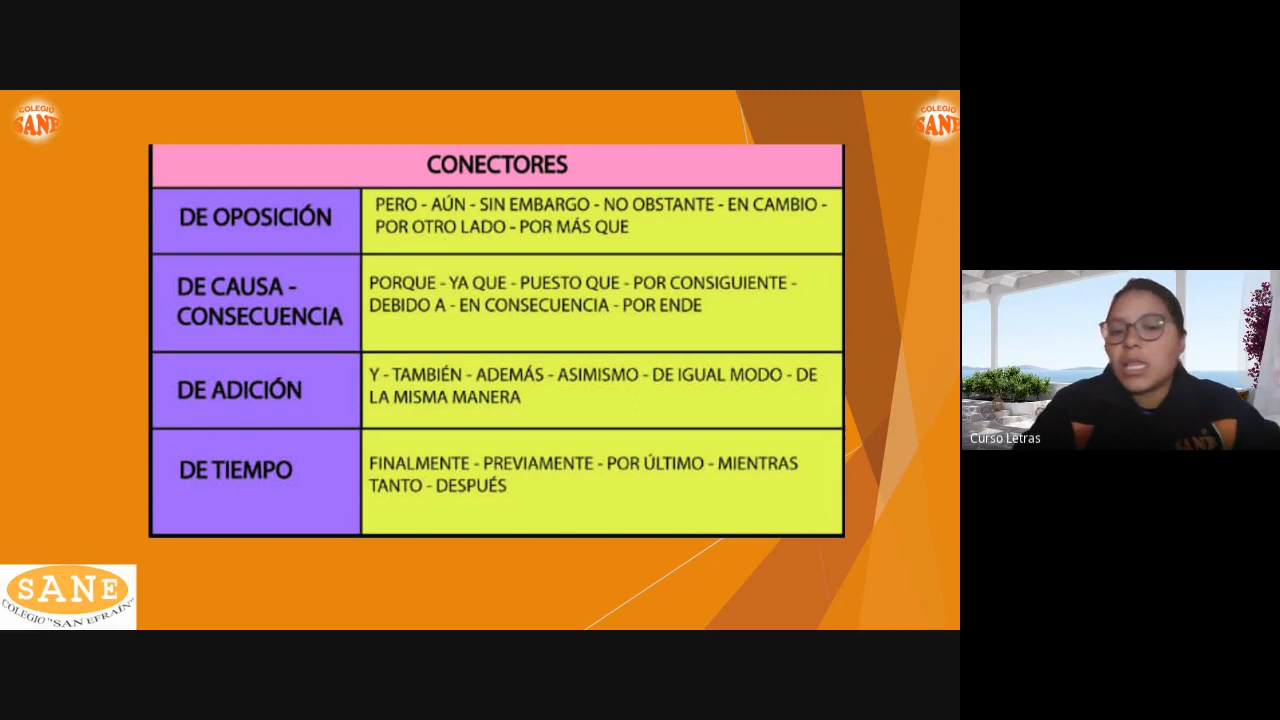 COLEGIO
SANE
COLEGIO
SANE
CONECTORES
DE OPOSICIÓN
PERO - AÚN - SIN EMBARGO - NO OBSTANTE - EN CAMBIO -
POR OTRO LADO - POR MÁS QUE
DE CAUSA -
CONSECUENCIA
PORQUE - YA QUE - PUESTO QUE - POR CONSIGUIENTE -
DEBIDO A - EN CONSECUENCIA - POR ENDE
DE ADICIÓN
Y - TAMBIÉN - ADEMÁS - ASIMISMO - DE IGUAL MODO - DE
LA MISMA MANERA
DE TIEMPO
FINALMENTE - PREVIAMENTE - POR ÚLTIMO - MIENTRAS
TANTO - DESPUÉS
SANE
COLEGIO "SAN EFRAIN"
Curso Letras
SANE